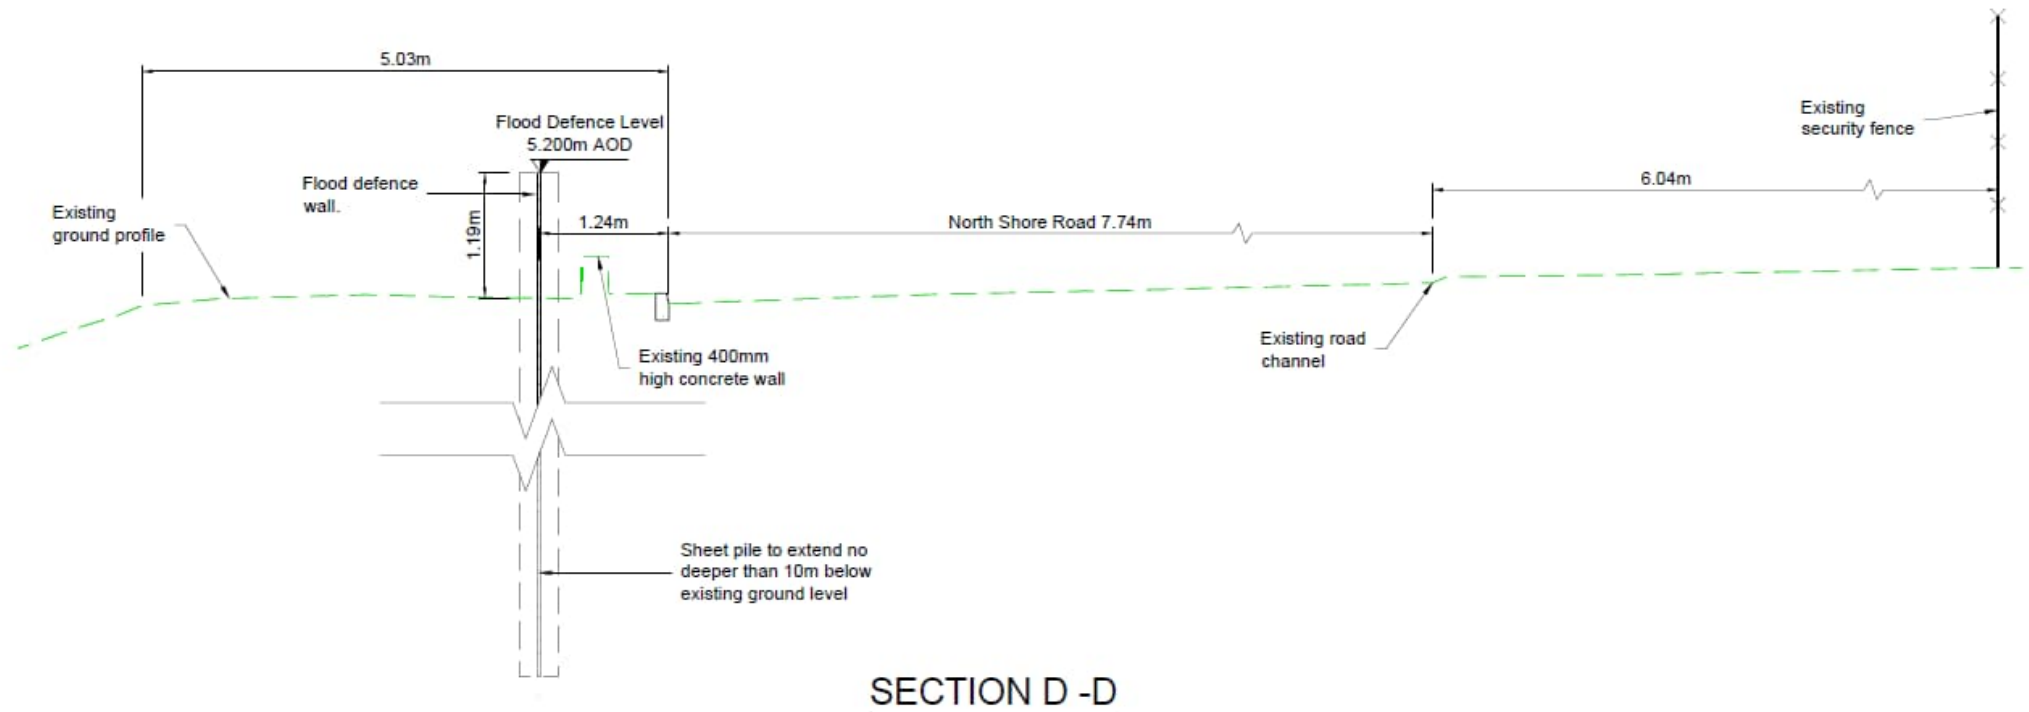 5.03m
Flood Defence Level
5.200m AOD
Flood defence
wall.
Existing
ground profile
1.19m
1.24m
North Shore Road 7.74m
6.04m
Existing
security fence
Existing 400mm
high concrete wall
Existing road
channel
Sheet pile to extend no
deeper than 10m below
existing ground level
SECTION D -D